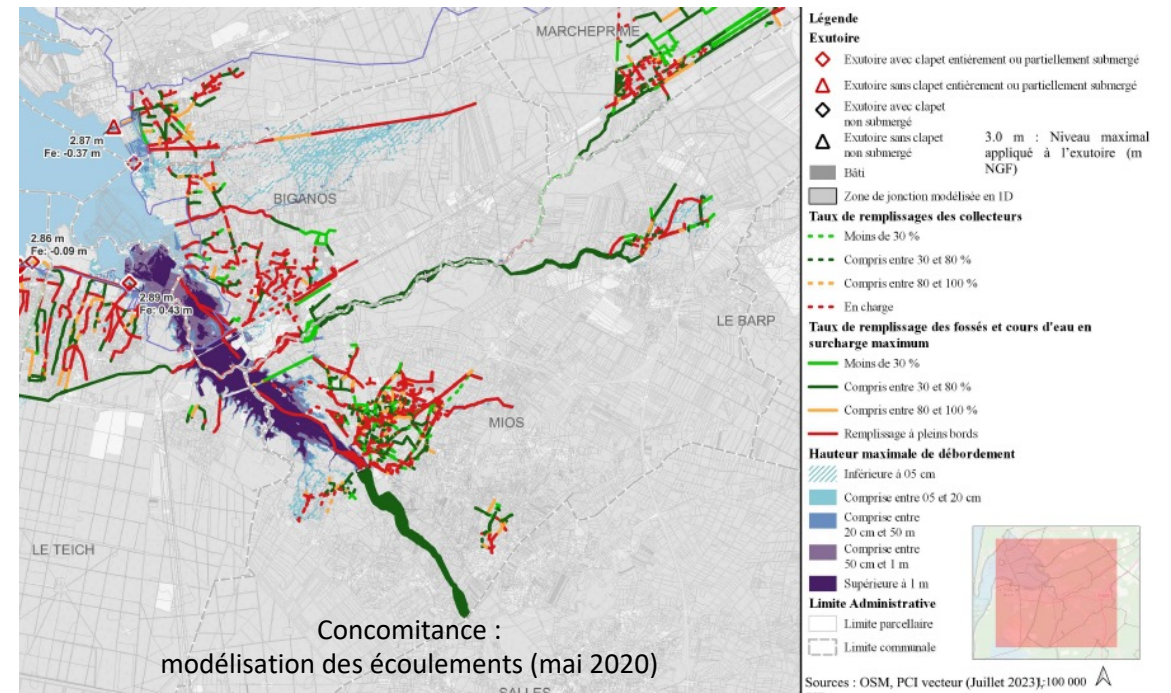 MARCHEPRIME
2.87 m
Fe: -0.37 m
BIGANOS
2.86 m
Fe: -0.09 m
2.89 m
Fe: 0.43 m
LE BARP
MIOS
LE TEICH
Concomitance :
modélisation des écoulements (mai 2020)
SALLES
Légende
Exutoire
Exutoire avec clapet entièrement ou partiellement submergé
Exutoire sans clapet entièrement ou partiellement submergé
Exutoire avec clapet
non submergé
Exutoire sans clapet
non submergé
3.0 m : Niveau maximal
appliqué à l'exutoire (m
NGF)
Bâti
Zone de jonction modélisée en 1D
Taux de remplissages des collecteurs
Moins de 30 %
Compris entre 30 et 80 %
Compris entre 80 et 100 %
En charge
Taux de remplissage des fossés et cours d'eau en
surcharge maximum
Moins de 30 %
Compris entre 30 et 80 %
Compris entre 80 et 100 %
Remplissage à pleins bords
Hauteur maximale de débordement
Inférieure à 05 cm
Comprise entre 05 et 20 cm
Comprise entre
20 cm et 50 m
Comprise entre
50 cm et 1 m
Supérieure à 1 m
Limite Administrative
Limite parcellaire
Limite communale
Sources : OSM, PCI vecteur (Juillet 2023),:100 000